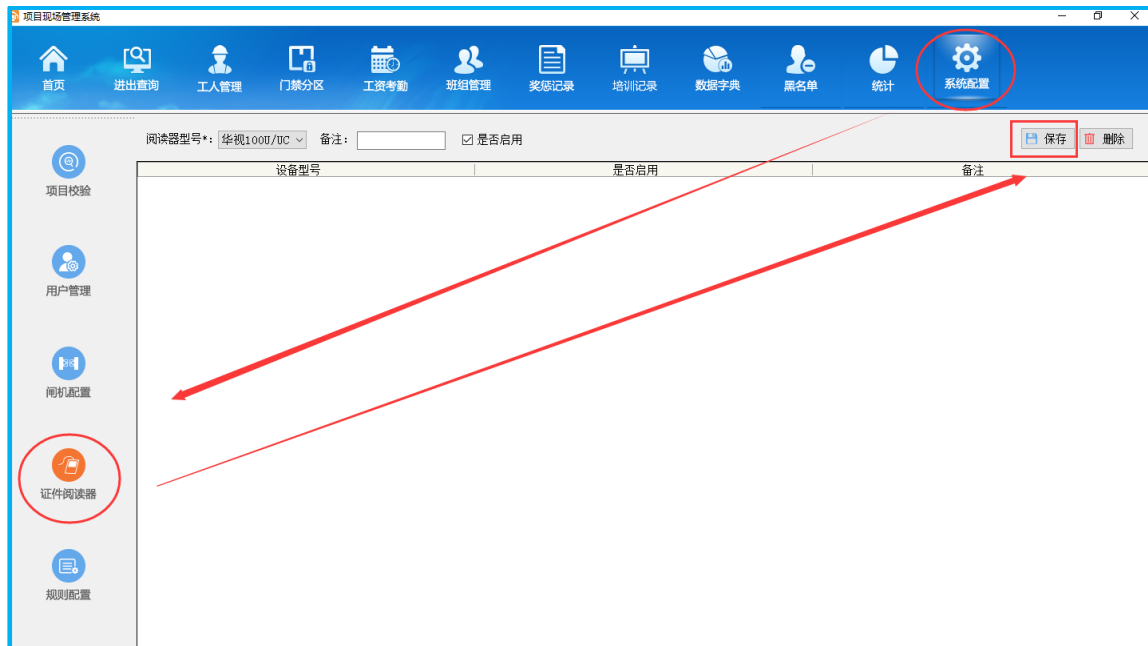 项目现场管理系统
首页 进出查询 工人管理 门禁分区 工资考勤 班组管理 奖惩记录 培训记录 数据字典 黑名单 统计 系统配置
阅读器型号*: 华视100U/UC 备注: 是否启用 保存 删除
设备型号 是否启用 备注
项目校验
用户管理
闸机配置
证件阅读器
规则配置